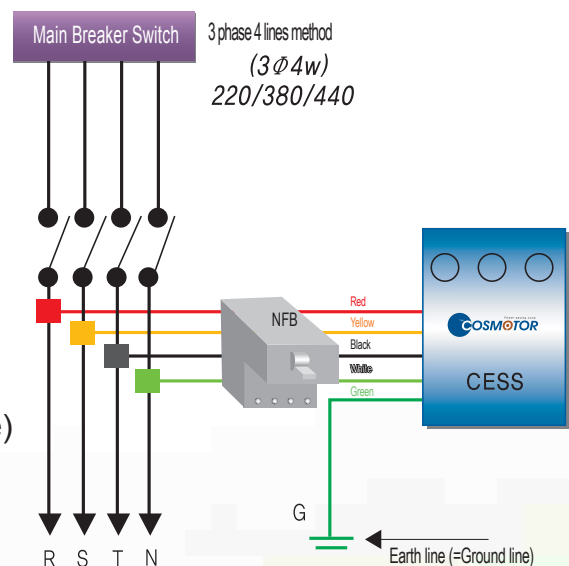 Main Breaker Switch
3 phase 4 lines method
(3Φ4w)
220/380/440
Red
NFB
Yellow
Black
White
Green
COSMOTOR
CESS
e)
G
Earth line (=Ground line)
R S T N